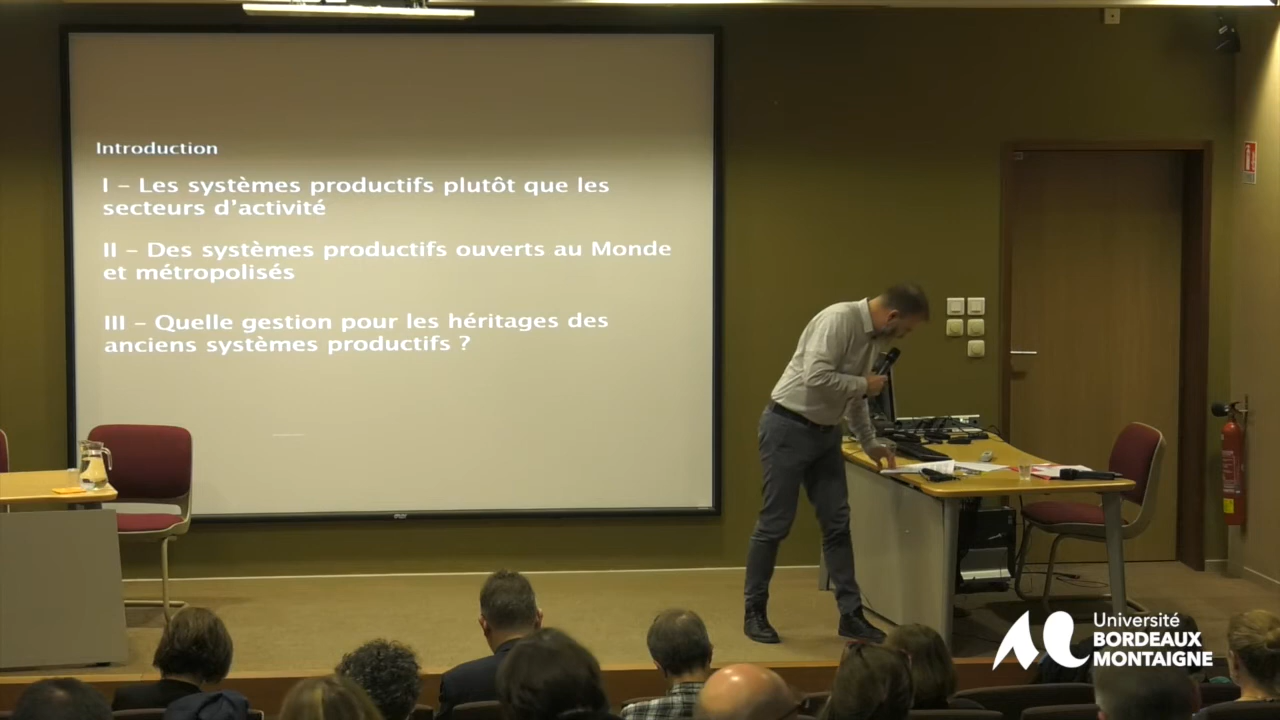 Introduction
I – Les systèmes productifs plutôt que les
secteurs d'activité
II – Des systèmes productifs ouverts au Monde
et métropolisés
III – Quelle gestion pour les héritages des
anciens systèmes productifs ?
Université
BORDEAUX
MONTAIGNE